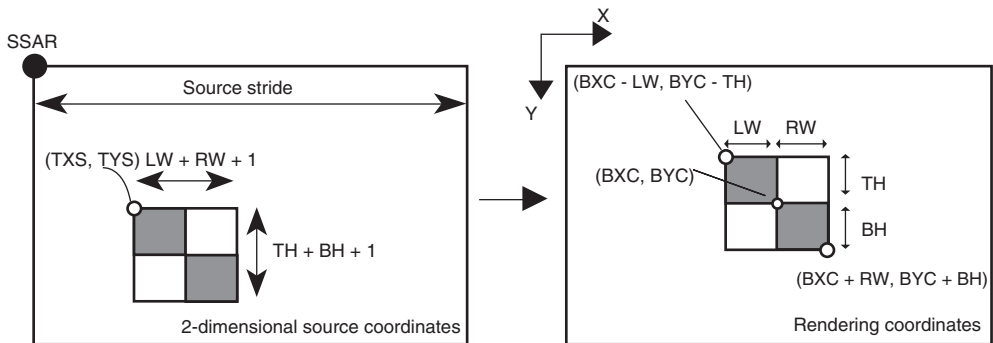 SSAR
Source stride
(TXS, TYS) LW + RW + 1
TH + BH + 1
2-dimensional source coordinates
X
Y
(BXC - LW, BYC - TH)
LW RW
(BXC, BYC)
TH
BH
(BXC + RW, BYC + BH)
Rendering coordinates